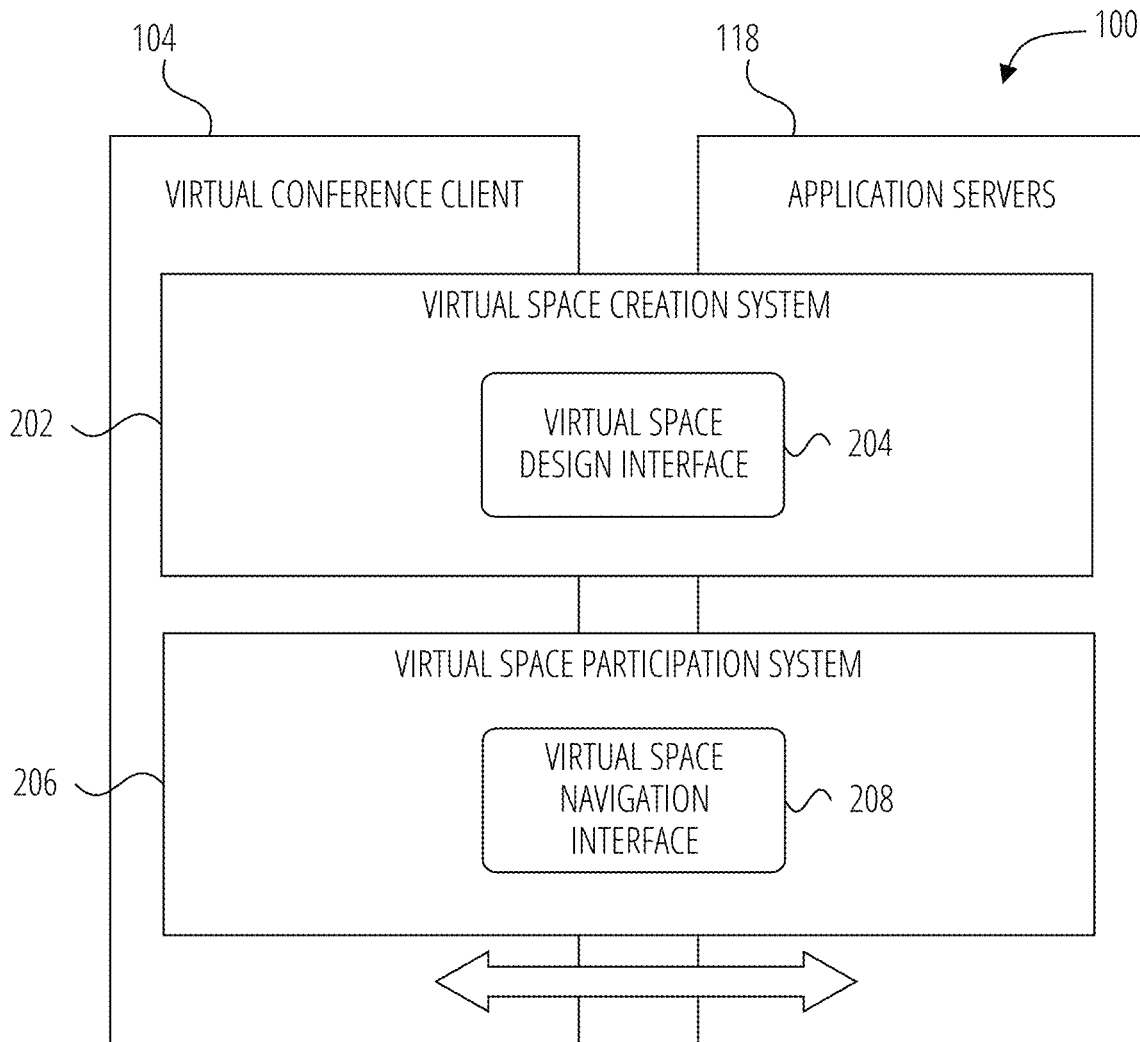 104
118
100
VIRTUAL CONFERENCE CLIENT
APPLICATION SERVERS
VIRTUAL SPACE CREATION SYSTEM
202
VIRTUAL SPACE
DESIGN INTERFACE
204
VIRTUAL SPACE PARTICIPATION SYSTEM
206
VIRTUAL SPACE
NAVIGATION
INTERFACE
208